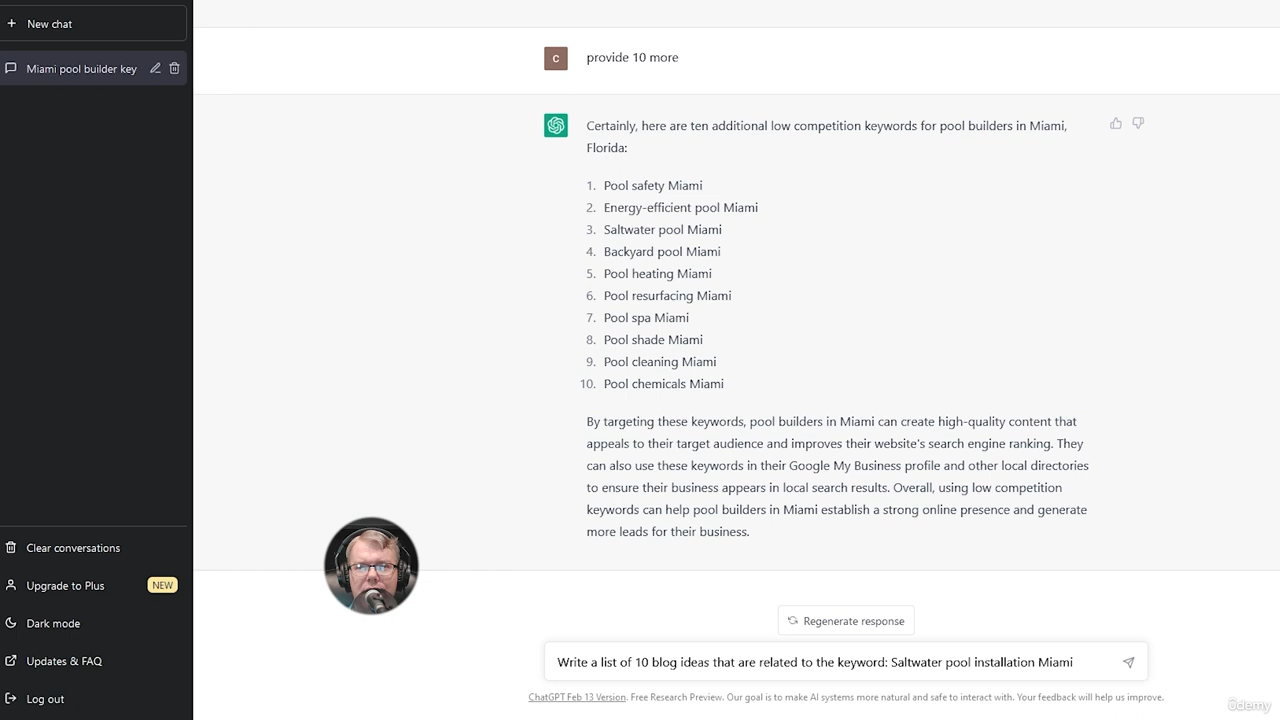 New chat
Miami pool builder key
C
provide 10 more
Certainly, here are ten additional low competition keywords for pool builders in Miami,
Florida:
1. Pool safety Miami
2. Energy-efficient pool Miami
3. Saltwater pool Miami
4. Backyard pool Miami
5. Pool heating Miami
6. Pool resurfacing Miami
7. Pool spa Miami
8. Pool shade Miami
9. Pool cleaning Miami
10. Pool chemicals Miami
By targeting these keywords, pool builders in Miami can create high-quality content that
appeals to their target audience and improves their website's search engine ranking. They
can also use these keywords in their Google My Business profile and other local directories
to ensure their business appears in local search results. Overall, using low competition
keywords can help pool builders in Miami establish a strong online presence and generate
more leads for their business.
Clear conversations
Upgrade to Plus NEW
Dark mode
Updates & FAQ
Log out
Regenerate response
Write a list of 10 blog ideas that are related to the keyword: Saltwater pool installation Miami
ChatGPT Feb 13 Version. Free Research Preview. Our goal is to make AI systems more natural and safe to interact with. Your feedback will help us improve.
ûdemy